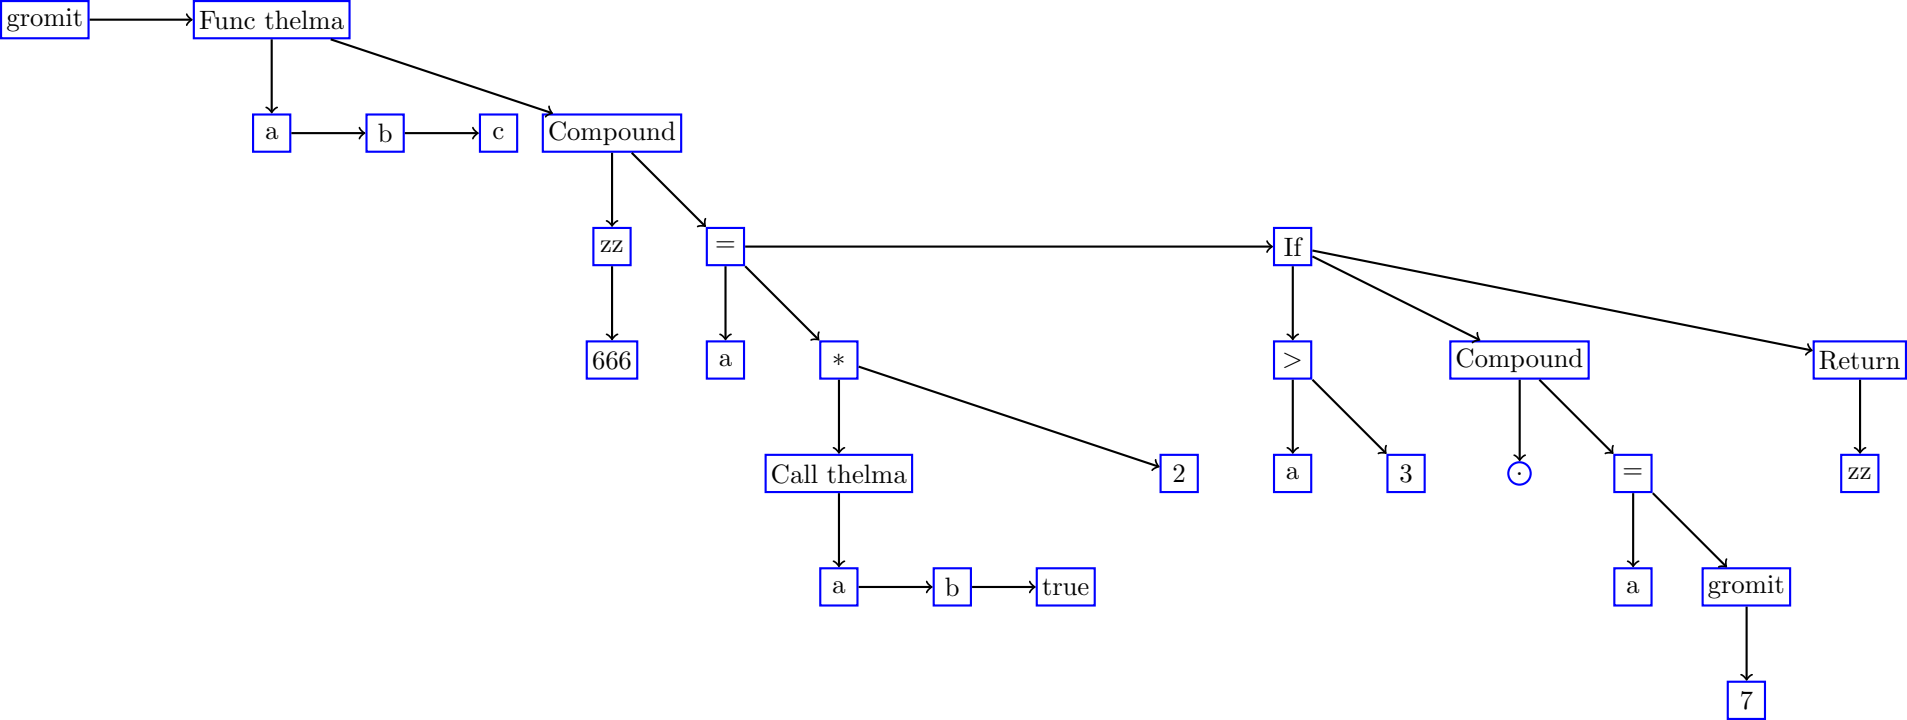 gromit
Func thelma
a
b
c
Compound
zz
=
If
666
a
*
>
Compound
Return
Call thelma
2
a
3
·
=
zz
a
b
true
a
gromit
7